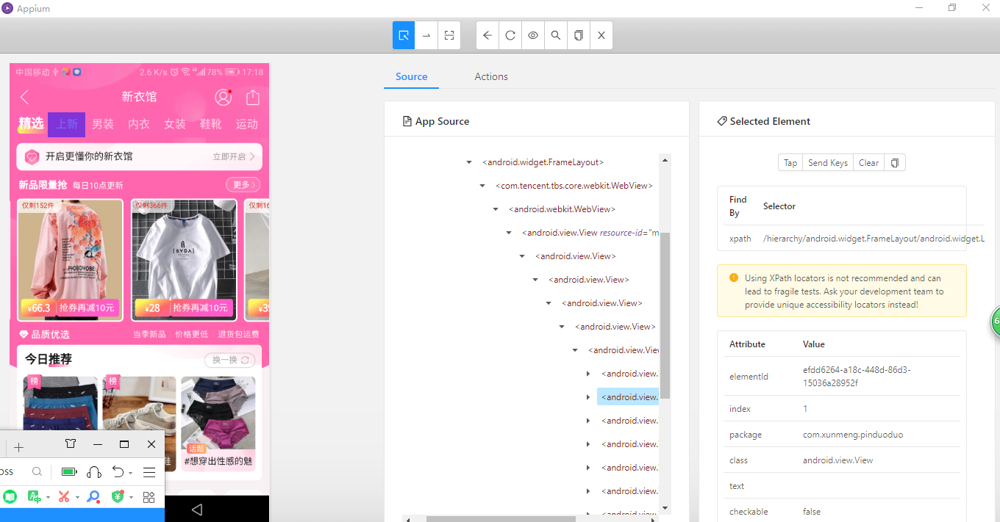 Appium
中国移动
2.6 K/s
78%
17:18
新衣馆
精选 上新 男装 内衣 女装 鞋靴 运动
开启更懂你的新衣馆
立即开启
新品限量抢 每日10点更新
更多
仅剩152件
仅剩366件
仅剩16
PHOBOHOBEI
[BVDA]
¥66.3 抢券再减10元
¥28 抢券再减10元
¥39
品质优选
当季新品 价格更低 退货包运费
今日推荐
换一换
榜
榜
话题
鞋
#想穿出性感的魅
oss
Source
Actions
App Source
<android.widget.FrameLayout>
<com.tencent.tbs.core.webkit.WebView>
<android.webkit.WebView>
<android.view.View resource-id="m
<android.view.View>
<android.view.View>
<android.view.View>
<android.view.View>
<android.view.Viev
<android.view.
<android.view.
<android.view.
<android.view.
<android.view.
<android.view.
<android.view.
Selected Element
Tap
Send Keys
Clear
Find By
Selector
xpath
/hierarchy/android.widget.FrameLayout/android.widget.L
Using XPath locators is not recommended and can
lead to fragile tests. Ask your development team to
provide unique accessibility locators instead!
Attribute
Value
elementId
efdd6264-a18c-448d-86d3-
15036a28952f
index
1
package
com.xunmeng.pinduoduo
class
android.view.View
text
checkable
false
6